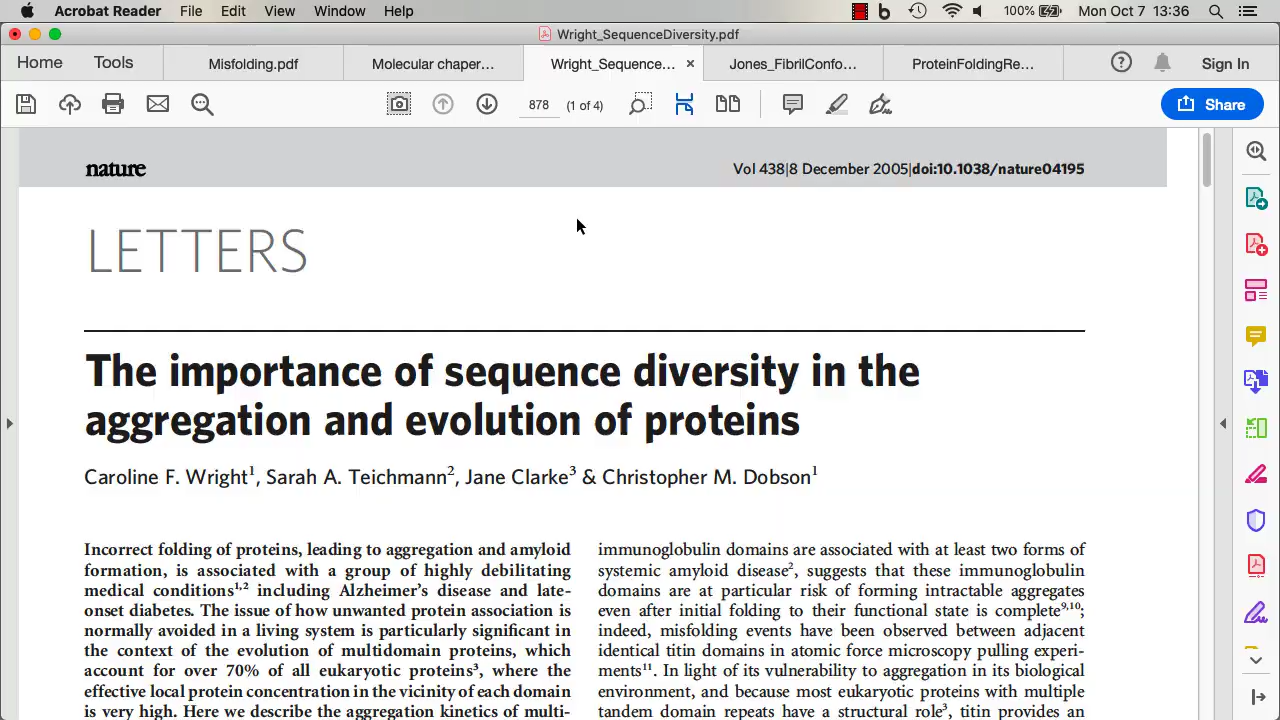 Acrobat Reader File Edit View Window Help 100% Mon Oct 7 13:36
Wright_SequenceDiversity.pdf
Home Tools Misfolding.pdf Molecular chaper... Wright_Sequence... × Jones_FibrilConfo... ProteinFoldingRe... Sign In
878 (1 of 4) Share
nature Vol 438|8 December 2005|doi:10.1038/nature04195
LETTERS
The importance of sequence diversity in the
aggregation and evolution of proteins
Caroline F. Wright¹, Sarah A. Teichmann², Jane Clarke³ & Christopher M. Dobson¹
Incorrect folding of proteins, leading to aggregation and amyloid
formation, is associated with a group of highly debilitating
medical conditions¹,² including Alzheimer's disease and late-
onset diabetes. The issue of how unwanted protein association is
normally avoided in a living system is particularly significant in
the context of the evolution of multidomain proteins, which
account for over 70% of all eukaryotic proteins³, where the
effective local protein concentration in the vicinity of each domain
is very high. Here we describe the aggregation kinetics of multi-
immunoglobulin domains are associated with at least two forms of
systemic amyloid disease², suggests that these immunoglobulin
domains are at particular risk of forming intractable aggregates
even after initial folding to their functional state is complete⁹,¹⁰;
indeed, misfolding events have been observed between adjacent
identical titin domains in atomic force microscopy pulling experi-
ments¹¹. In light of its vulnerability to aggregation in its biological
environment, and because most eukaryotic proteins with multiple
tandem domain repeats have a structural role³, titin provides an